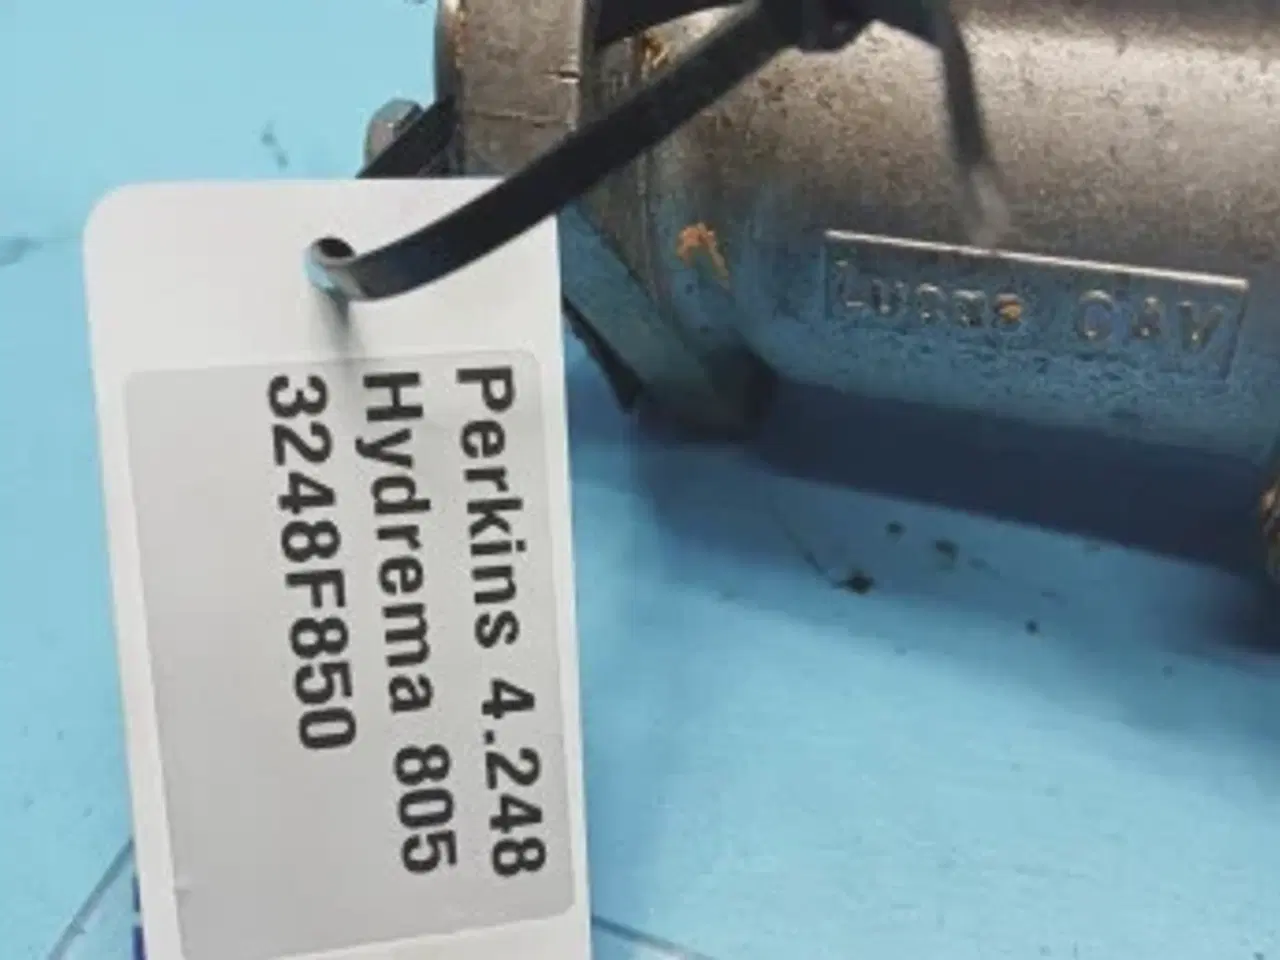 Perkins 4.248
Hydrema 805
3248F850
Lucas CAV